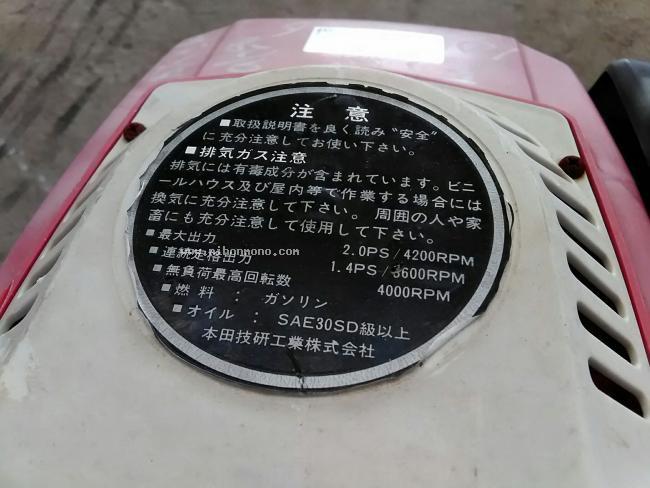 注意
■取扱説明書を良く読み“安全”
に充分注意してお使い下さい。
■排気ガス注意
排気には有毒成分が含まれています。ビニ
ールハウス及び屋内等で作業する場合には
換気に充分注意して下さい。周囲の人や家
畜にも充分注意して使用して下さい。
■最大出力 2.0PS/4200RPM
www.nihonmono.com
■連続定格出力 1.4PS/3600RPM
■無負荷最高回転数 4000RPM
■燃料:ガソリン
■オイル:SAE30SD級以上
本田技研工業株式会社